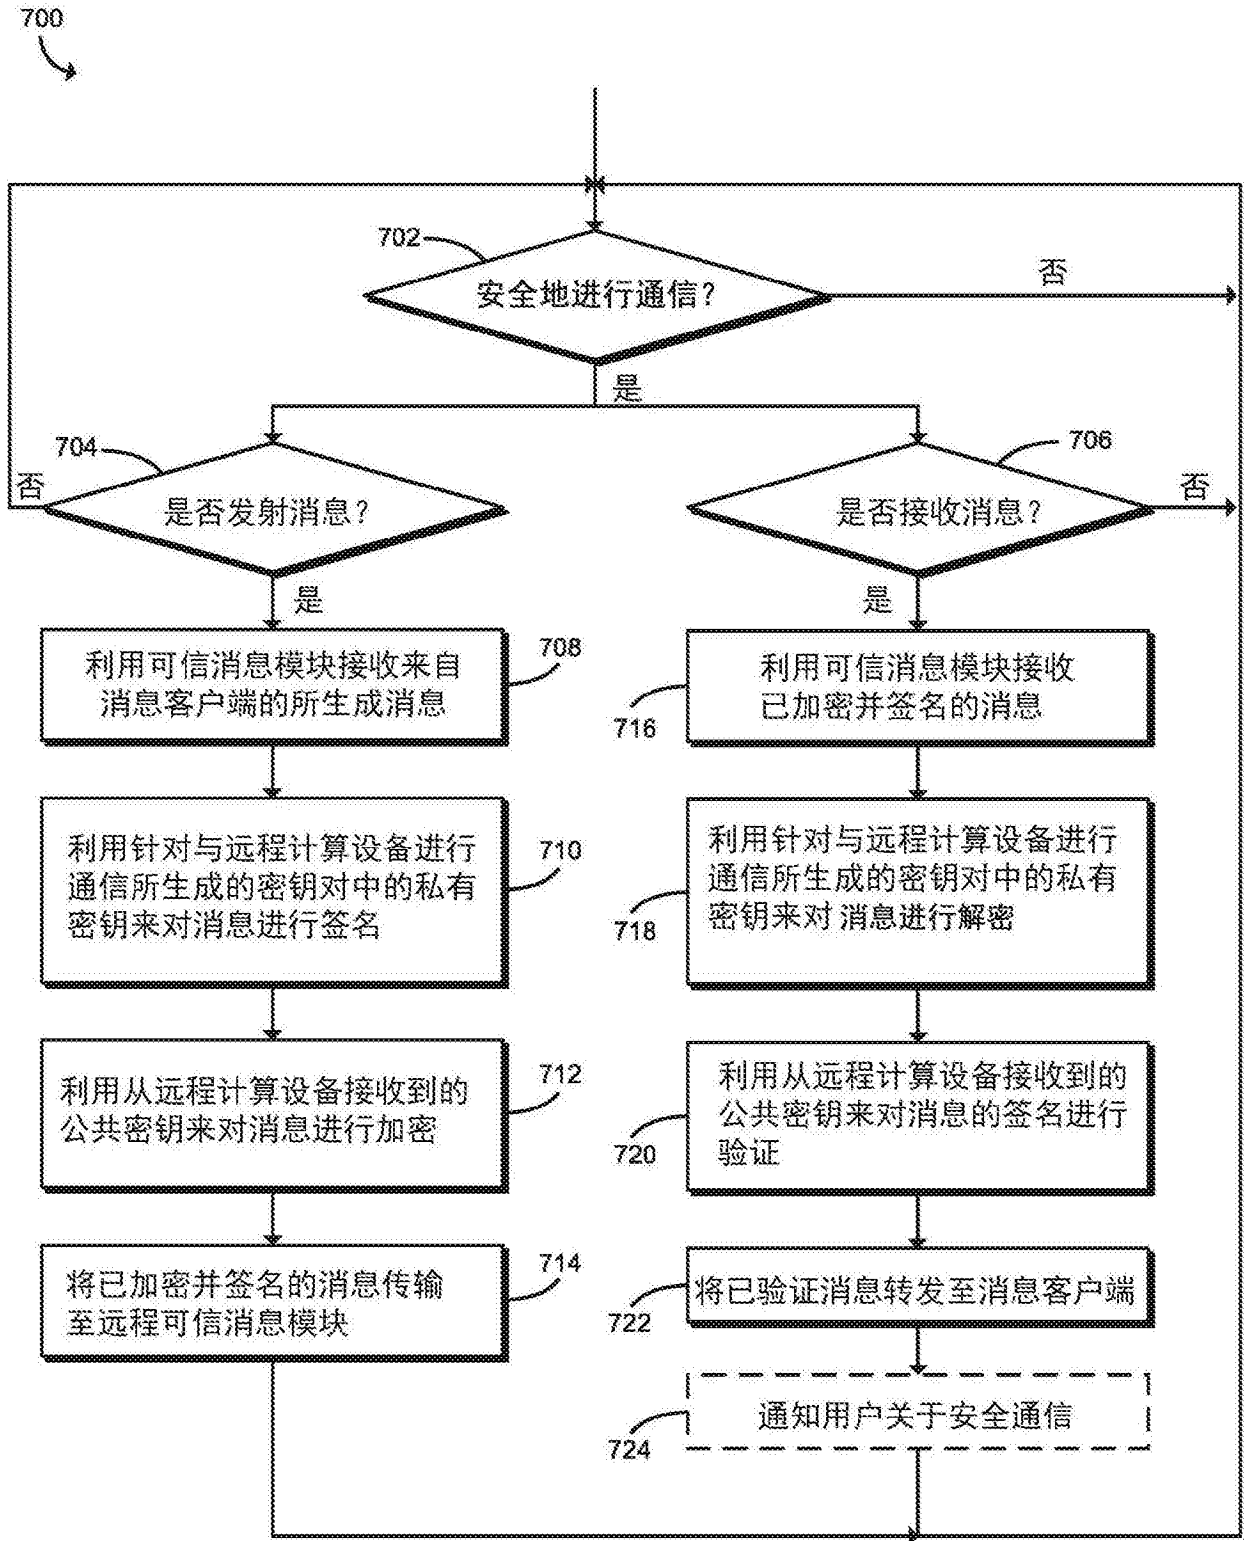 700
702
安全地进行通信?
否
是
704
706
否
是否发射消息?
是否接收消息?
否
是
是
利用可信消息模块接收来自
消息客户端的所生成消息
708
利用可信消息模块接收
已加密并签名的消息
716
利用针对与远程计算设备进行
通信所生成的密钥对中的私有
密钥来对消息进行签名
710
利用针对与远程计算设备进行
通信所生成的密钥对中的私有
密钥来对 消息进行解密
718
利用从远程计算设备接收到的
公共密钥来对消息进行加密
712
利用从远程计算设备接收到的
公共密钥来对消息的签名进行
验证
720
将已加密并签名的消息传输
至远程可信消息模块
714
将已验证消息转发至消息客户端
722
通知用户关于安全通信
724